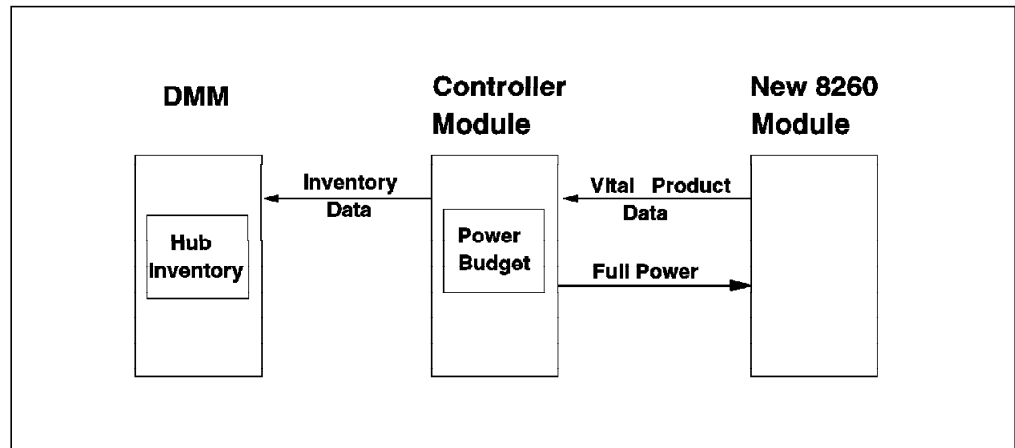 DMM
Controller
Module
New 8260
Module
Inventory
Data
Vital Product
Data
Hub
Inventory
Power
Budget
Full Power